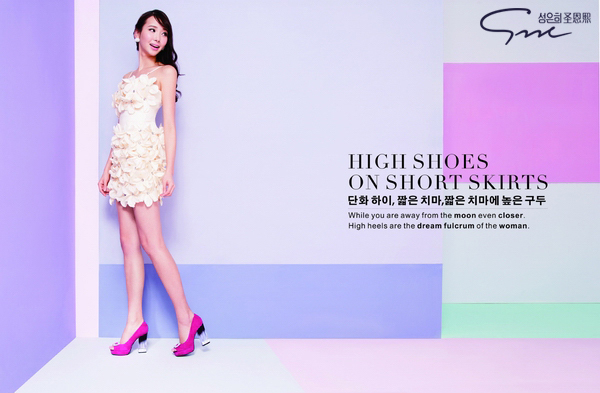 성은희圣恩熙
HIGH SHOES
ON SHORT SKIRTS
단화 하이, 짧은 치마,짧은 치마에 높은 구두
While you are away from the moon even closer.
High heels are the dream fulcrum of the woman.